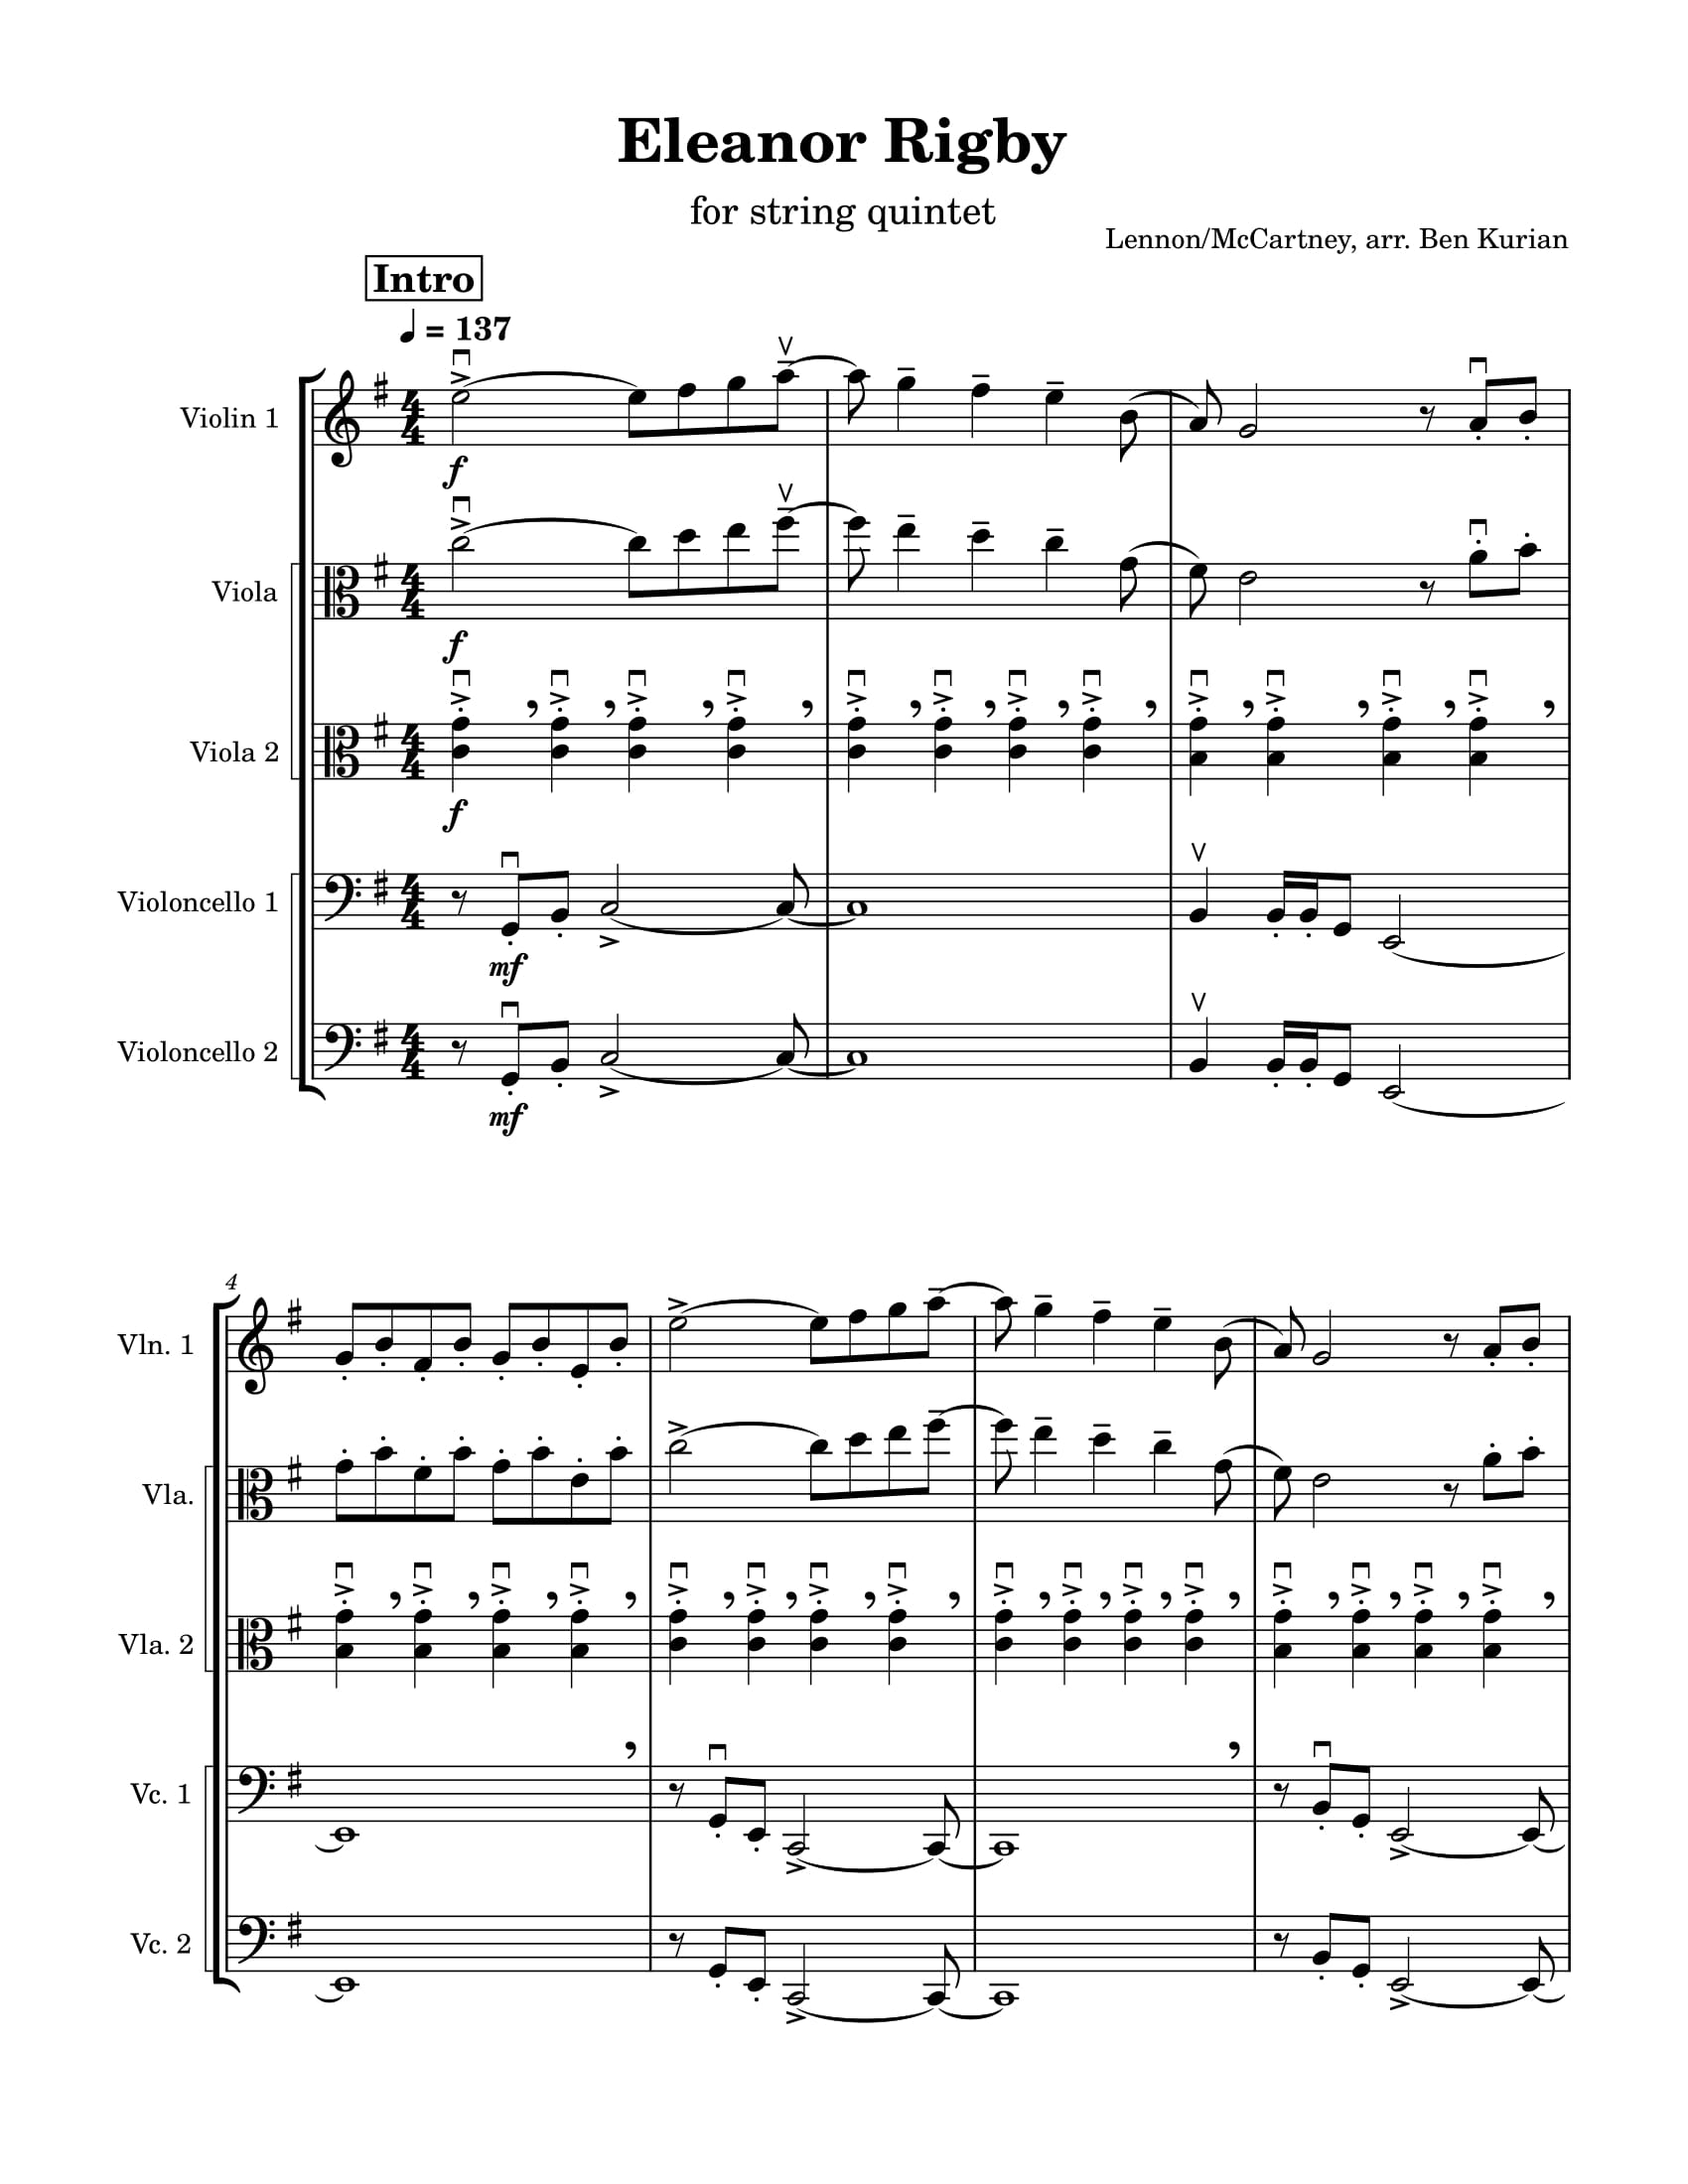 Eleanor Rigby
for string quintet
Lennon/McCartney, arr. Ben Kurian
Intro
= 137
Violin 1
f
Viola
f
Viola 2
f
Violoncello 1
mf
Violoncello 2
mf
4
Vln. 1
Vla.
Vla. 2
Vc. 1
Vc. 2